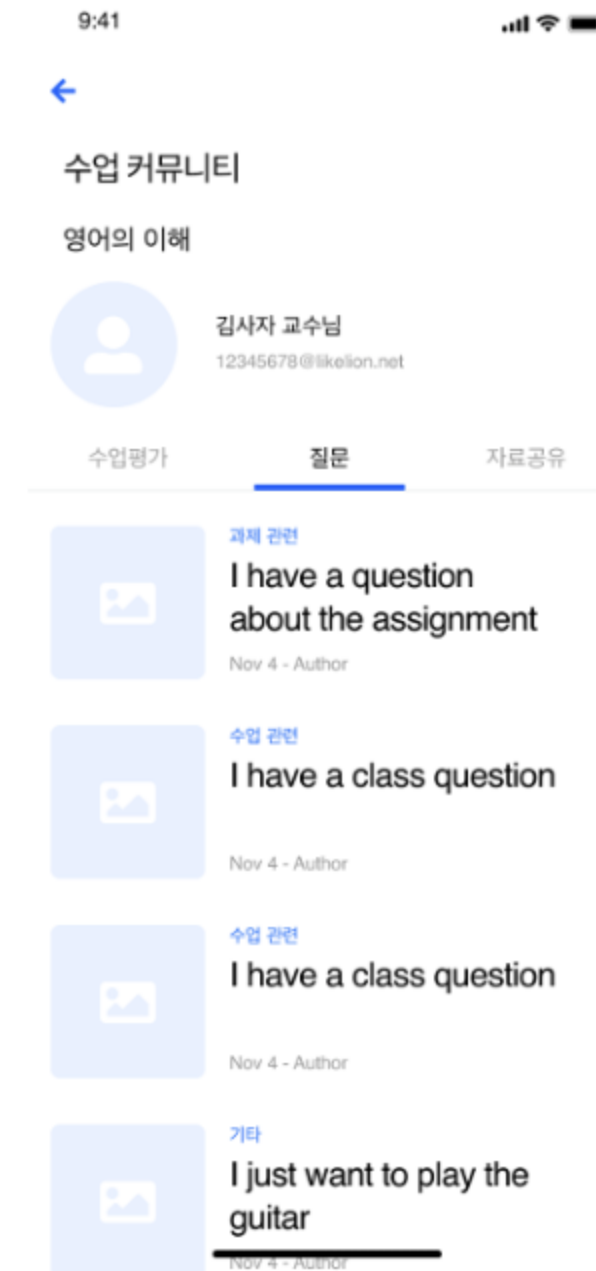 9:41
수업 커뮤니티
영어의 이해
김사자 교수님
12345678@likelion.net
수업평가 질문 자료공유
과제 관련
I have a question
about the assignment
Nov 4 - Author
수업 관련
I have a class question
Nov 4 - Author
수업 관련
I have a class question
Nov 4 - Author
기타
I just want to play the
guitar
Nov 4 - Author